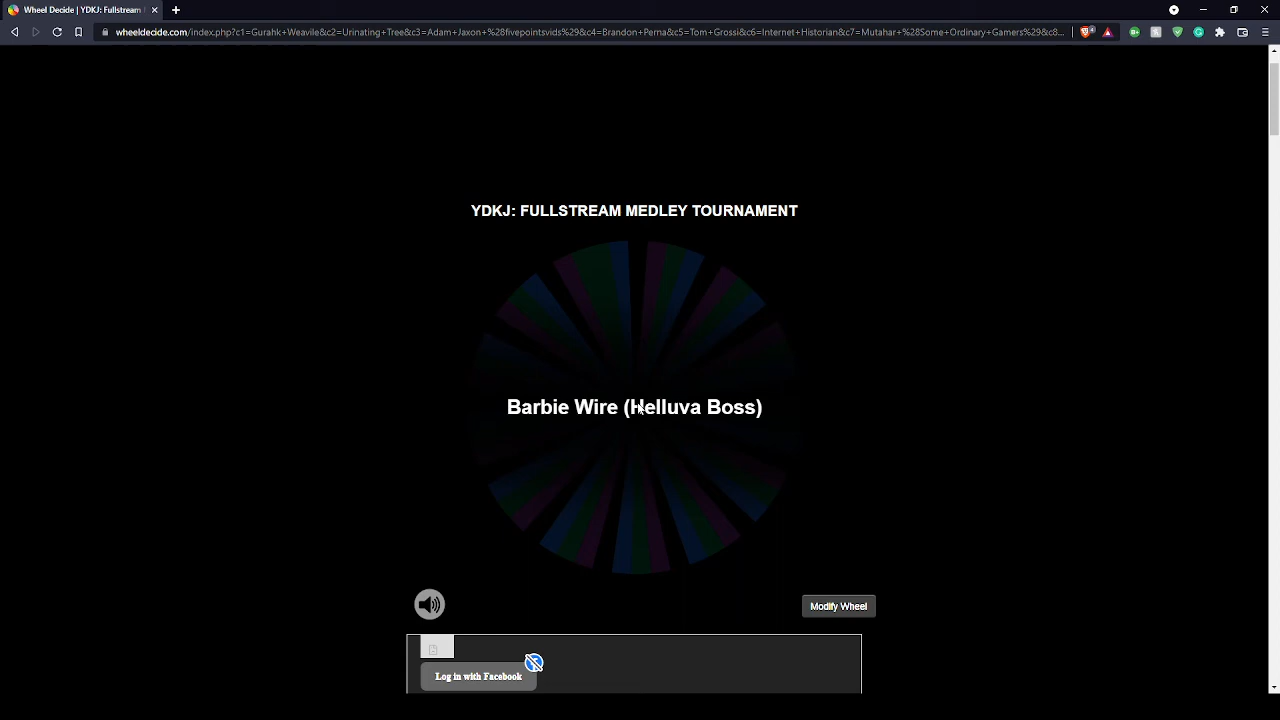 Wheel Decide | YDKJ: Fullstream
wheeldecide.com/index.php?c1=Gurahk+Weavile&c2=Urinating+Tree&c3=Adam+Jaxon+%28fivepointsvids%29&c4=Brandon+Perna&c5=Tom+Grossi&c6=Internet+Historian&c7=Mutahar+%28Some+Ordinary+Gamers%29&c8...
YDKJ: FULLSTREAM MEDLEY TOURNAMENT
Barbie Wire (Helluva Boss)
Modify Wheel
Log in with Facebook